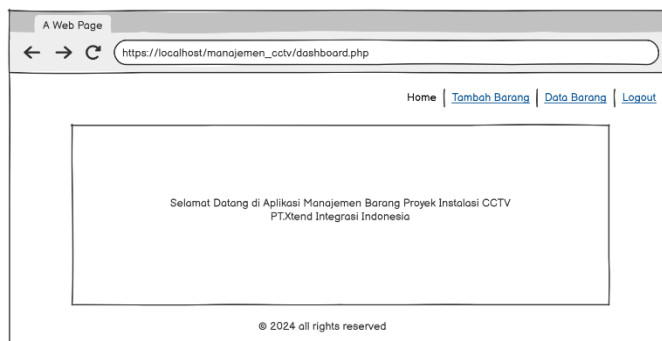 A Web Page
https://localhost/manajemen_cctv/dashboard.php
Home Tambah Barang Data Barang Logout
Selamat Datang di Aplikasi Manajemen Barang Proyek Instalasi CCTV
PT.Xtend Integrasi Indonesia
© 2024 all rights reserved